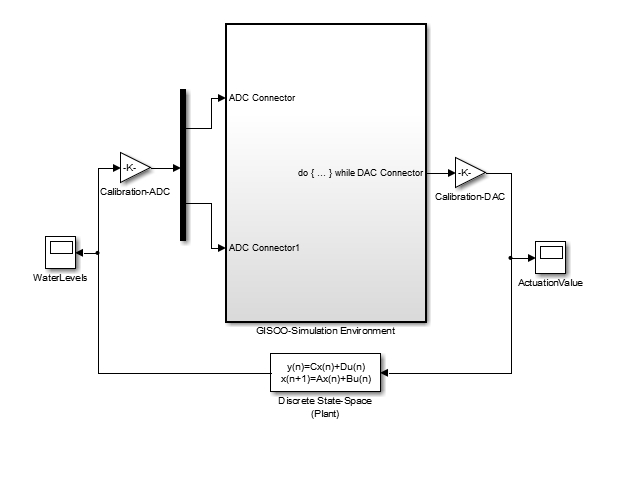 ADC Connector
-K-
Calibration-ADC
do { ... } while DAC Connector
-K-
Calibration-DAC
ADC Connector1
WaterLevels
ActuationValue
GISOO-Simulation Environment
y(n)=Cx(n)+Du(n)
x(n+1)=Ax(n)+Bu(n)
Discrete State-Space
(Plant)